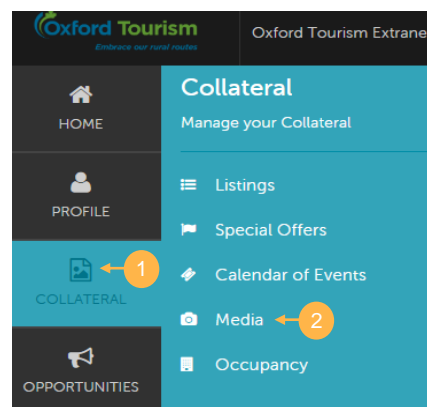 Oxford Tourism
Embrace our rural routes
Oxford Tourism Extrane
HOME
PROFILE
COLLATERAL
OPPORTUNITIES
Collateral
Manage your Collateral
Listings
Special Offers
Calendar of Events
Media
Occupancy
1
2